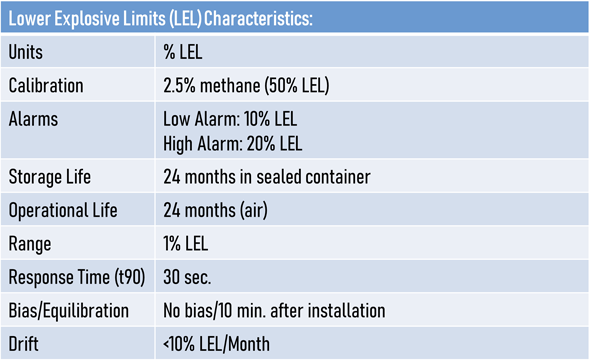 Lower Explosive Limits (LEL) Characteristics:
Units % LEL
Calibration 2.5% methane (50% LEL)
Alarms Low Alarm: 10% LEL
High Alarm: 20% LEL
Storage Life 24 months in sealed container
Operational Life 24 months (air)
Range 1% LEL
Response Time (t90) 30 sec.
Bias/Equilibration No bias/10 min. after installation
Drift <10% LEL/Month